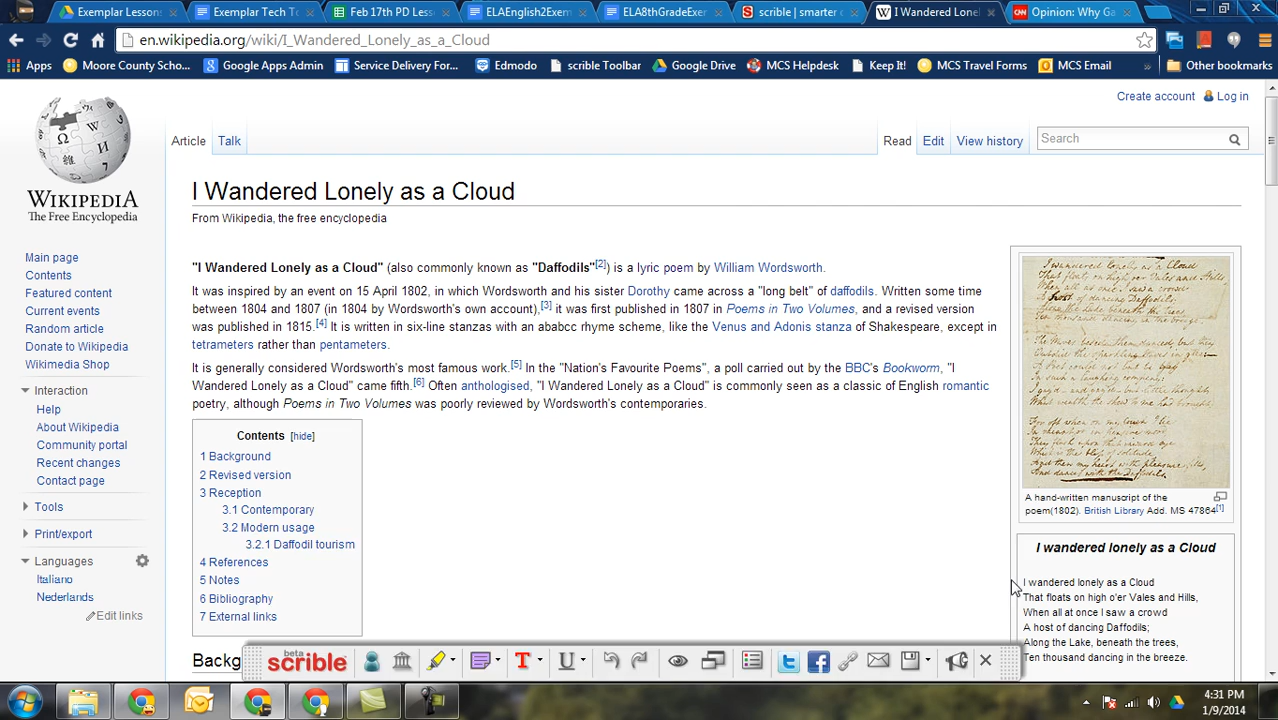 Exemplar Lessons
Exemplar Tech To
Feb 17th PD Less
ELAEnglish2Exem
ELA8thGradeExer
scrible | smarter
I Wandered Lonel
Opinion: Why Ga
en.wikipedia.org/wiki/I_Wandered_Lonely_as_a_Cloud
Apps
Moore County Scho...
Google Apps Admin
Service Delivery For...
Edmodo
scrible Toolbar
Google Drive
MCS Helpdesk
Keep It!
MCS Travel Forms
MCS Email
»
Other bookmarks
Create account
Log in
Article
Talk
Read
Edit
View history
Search
WIKIPEDIA
The Free Encyclopedia
I Wandered Lonely as a Cloud
From Wikipedia, the free encyclopedia
Main page
Contents
Featured content
Current events
Random article
Donate to Wikipedia
Wikimedia Shop
Interaction
Help
About Wikipedia
Community portal
Recent changes
Contact page
Tools
Print/export
Languages
Italiano
Nederlands
Edit links
"I Wandered Lonely as a Cloud" (also commonly known as "Daffodils"[2]) is a lyric poem by William Wordsworth.
It was inspired by an event on 15 April 1802, in which Wordsworth and his sister Dorothy came across a "long belt" of daffodils. Written some time
between 1804 and 1807 (in 1804 by Wordsworth's own account),[3] it was first published in 1807 in Poems in Two Volumes, and a revised version
was published in 1815.[4] It is written in six-line stanzas with an ababcc rhyme scheme, like the Venus and Adonis stanza of Shakespeare, except in
tetrameters rather than pentameters.
It is generally considered Wordsworth's most famous work.[5] In the "Nation's Favourite Poems", a poll carried out by the BBC's Bookworm, "I
Wandered Lonely as a Cloud" came fifth.[6] Often anthologised, "I Wandered Lonely as a Cloud" is commonly seen as a classic of English romantic
poetry, although Poems in Two Volumes was poorly reviewed by Wordsworth's contemporaries.
Contents [hide]
1 Background
2 Revised version
3 Reception
3.1 Contemporary
3.2 Modern usage
3.2.1 Daffodil tourism
4 References
5 Notes
6 Bibliography
7 External links
Backg
A hand-written manuscript of the
poem(1802). British Library Add. MS 47864[1]
I wandered lonely as a Cloud
I wandered lonely as a Cloud
That floats on high o'er Vales and Hills,
When all at once I saw a crowd
A host of dancing Daffodils;
Along the Lake, beneath the trees,
Ten thousand dancing in the breeze.
beta
scrible
T
U
4:31 PM
1/9/2014